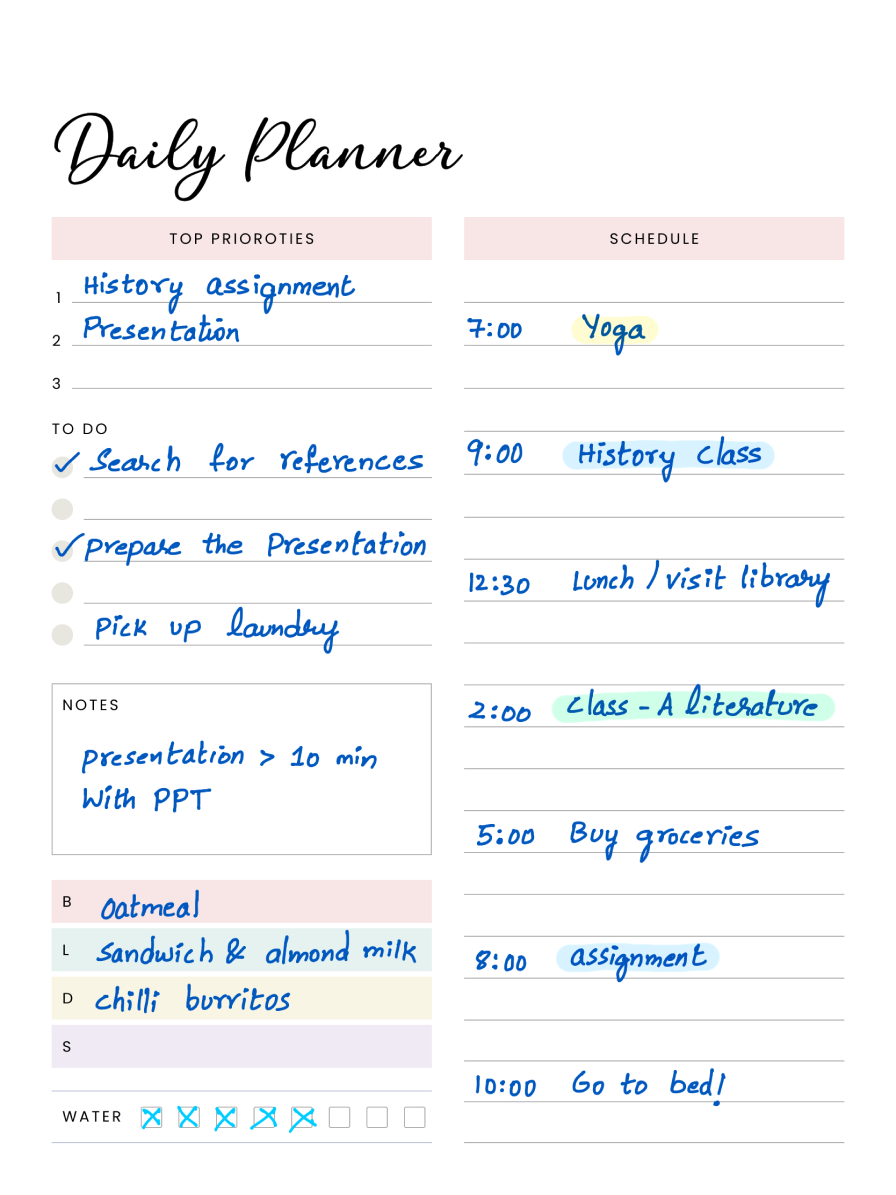 Daily Planner
TOP PRIOROTIES
1 History assignment
2 Presentation
3
TO DO
✓ Search for references
✓ Prepare the Presentation
Pick up laundry
NOTES
presentation > 10 min
With PPT
B oatmeal
L Sandwich & almond milk
D chilli burritos
S
WATER
SCHEDULE
7:00 Yoga
9:00 History class
12:30 Lunch / visit library
2:00 class - A literature
5:00 Buy groceries
8:00 assignment
10:00 Go to bed!